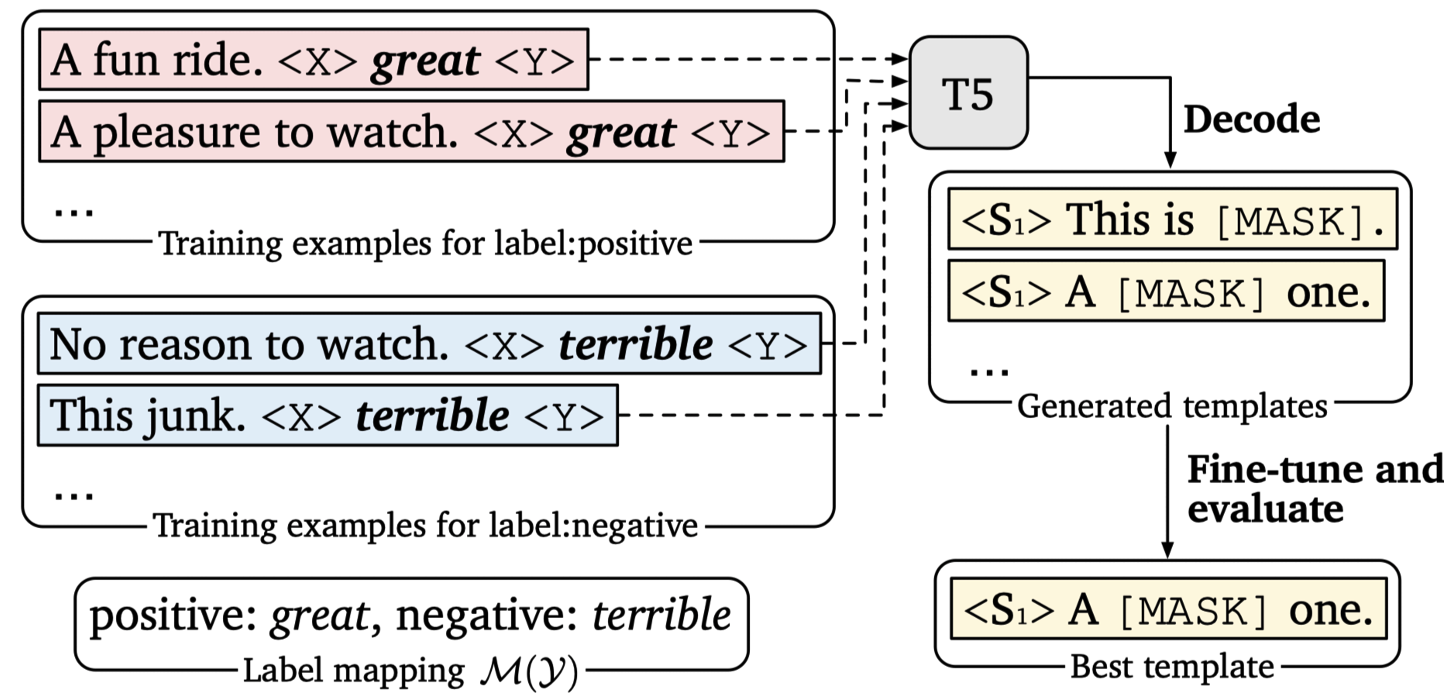 A fun ride. <X> great <Y>
A pleasure to watch. <X> great <Y>
...
Training examples for label:positive
No reason to watch. <X> terrible <Y>
This junk. <X> terrible <Y>
...
Training examples for label:negative
positive: great, negative: terrible
Label mapping ℳ(𝒴)
T5
Decode
<S₁> This is [MASK].
<S₁> A [MASK] one.
...
Generated templates
Fine-tune and
evaluate
<S₁> A [MASK] one.
Best template